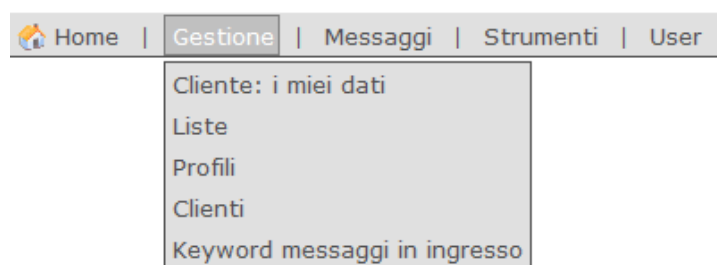 Home | Gestione | Messaggi | Strumenti | User
Cliente: i miei dati
Liste
Profili
Clienti
Keyword messaggi in ingresso